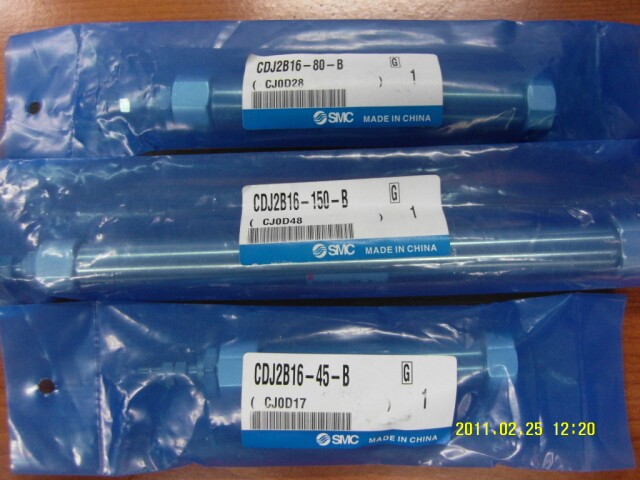 CDJ2B16-80-B G
( CJ0D28 ) 1
SMC MADE IN CHINA
CDJ2B16-150-B G
( CJ0D48 ) 1
SMC MADE IN CHINA
CDJ2B16-45-B G
( CJ0D17 ) 1
SMC MADE IN CHINA
2011.02.25 12:20